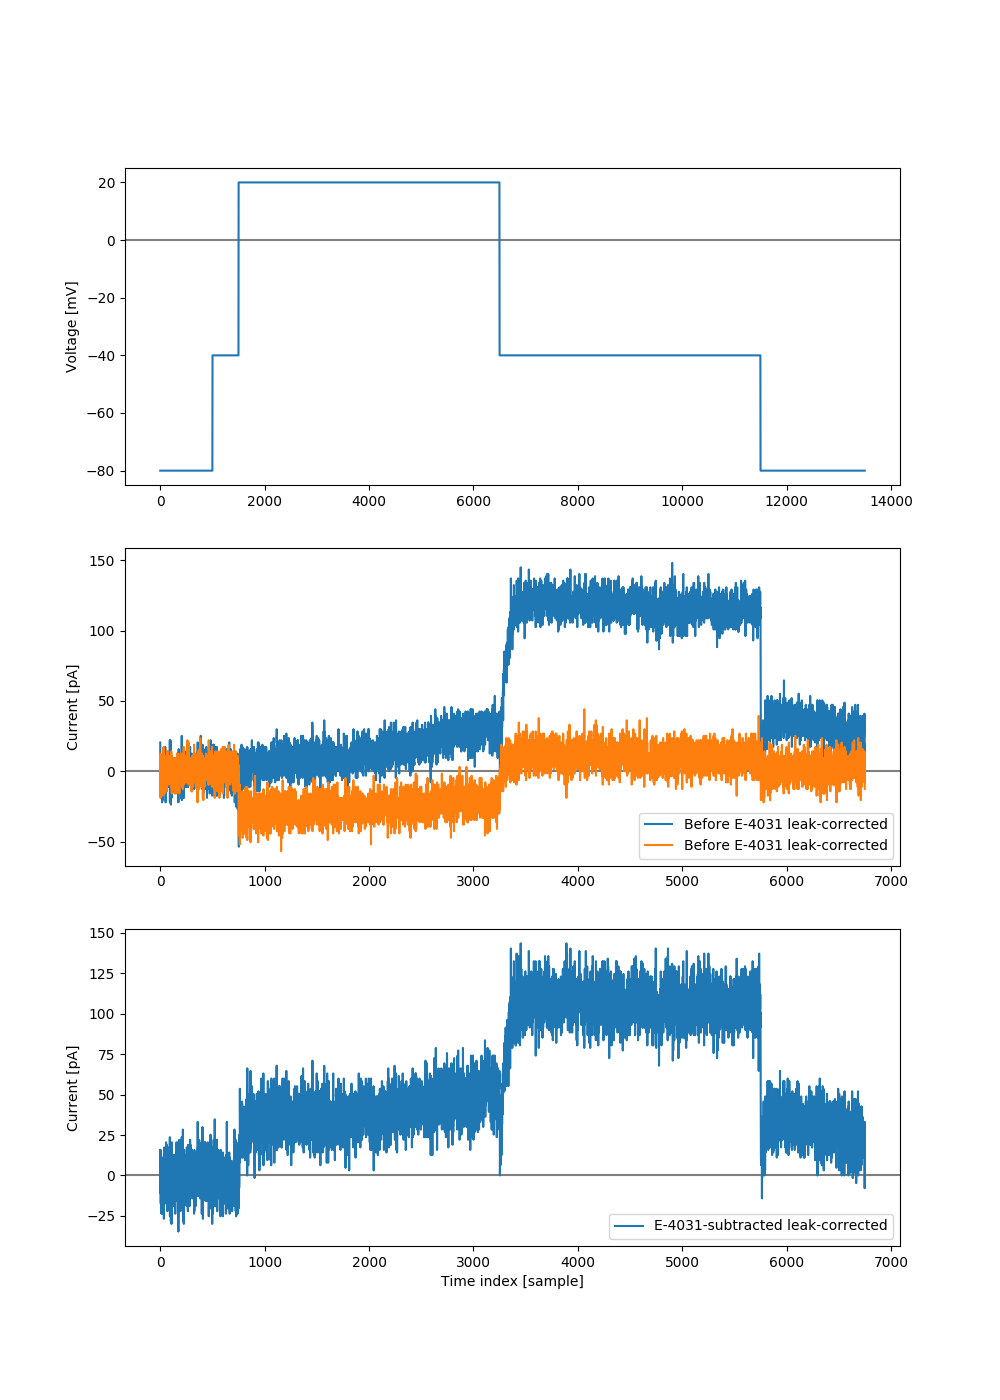 20
0
−20
−40
−60
−80
Voltage [mV]
0 2000 4000 6000 8000 10000 12000 14000
150
100
50
0
−50
Current [pA]
Before E-4031 leak-corrected
Before E-4031 leak-corrected
0 1000 2000 3000 4000 5000 6000 7000
150
125
100
75
50
25
0
−25
Current [pA]
E-4031-subtracted leak-corrected
0 1000 2000 3000 4000 5000 6000 7000
Time index [sample]